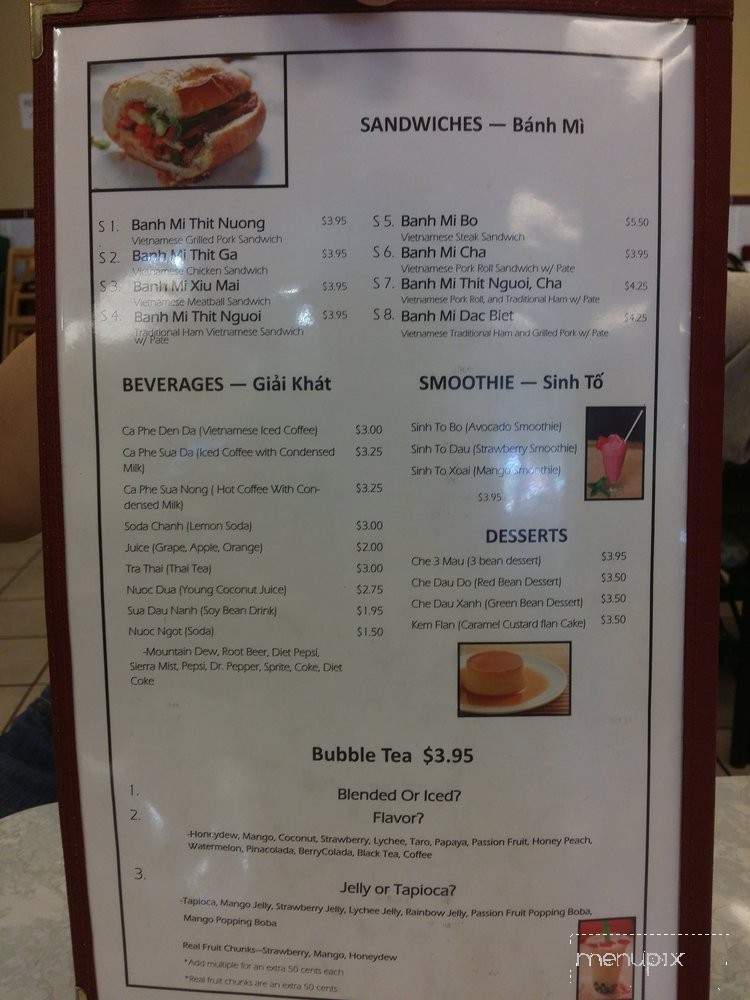 SANDWICHES — Bánh Mì
S 1. Banh Mi Thit Nuong $3.95
Vietnamese Grilled Pork Sandwich
S 2. Banh Mi Thit Ga $3.95
Vietnamese Chicken Sandwich
S 3. Banh Mi Xiu Mai $3.95
Vietnamese Meatball Sandwich
S 4. Banh Mi Thit Nguoi $3.95
Traditional Ham Vietnamese Sandwich
w/ Pate
S 5. Banh Mi Bo $5.50
Vietnamese Steak Sandwich
S 6. Banh Mi Cha $3.95
Vietnamese Pork Roll Sandwich w/ Pate
S 7. Banh Mi Thit Nguoi, Cha $4.25
Vietnamese Pork Roll, and Traditional Ham w/ Pate
S 8. Banh Mi Dac Biet $4.25
Vietnamese Traditional Ham and Grilled Pork w/ Pate
BEVERAGES — Giải Khát
Ca Phe Den Da (Vietnamese Iced Coffee) $3.00
Ca Phe Sua Da (Iced Coffee with Condensed $3.25
Milk)
Ca Phe Sua Nong ( Hot Coffee With Con- $3.25
densed Milk)
Soda Chanh (Lemon Soda) $3.00
Juice (Grape, Apple, Orange) $2.00
Tra Thai (Thai Tea) $3.00
Nuoc Dua (Young Coconut Juice) $2.75
Sua Dau Nanh (Soy Bean Drink) $1.95
Nuoc Ngot (Soda) $1.50
-Mountain Dew, Root Beer, Diet Pepsi,
Sierra Mist, Pepsi, Dr. Pepper, Sprite, Coke, Diet
Coke
SMOOTHIE — Sinh Tố
Sinh To Bo (Avocado Smoothie)
Sinh To Dau (Strawberry Smoothie)
Sinh To Xoai (Mango Smoothie)
$3.95
DESSERTS
Che 3 Mau (3 bean dessert) $3.95
Che Dau Do (Red Bean Dessert) $3.50
Che Dau Xanh (Green Bean Dessert) $3.50
Kem Flan (Caramel Custard flan Cake) $3.50
Bubble Tea $3.95
1. Blended Or Iced?
2. Flavor?
-Honeydew, Mango, Coconut, Strawberry, Lychee, Taro, Papaya, Passion Fruit, Honey Peach,
Watermelon, Pinacolada, BerryColada, Black Tea, Coffee
3. Jelly or Tapioca?
-Tapioca, Mango Jelly, Strawberry Jelly, Lychee Jelly, Rainbow Jelly, Passion Fruit Popping Boba,
Mango Popping Boba
Real Fruit Chunks—Strawberry, Mango, Honeydew
*Add multiple for an extra 50 cents each
*Real fruit chunks are an extra 50 cents
menupix